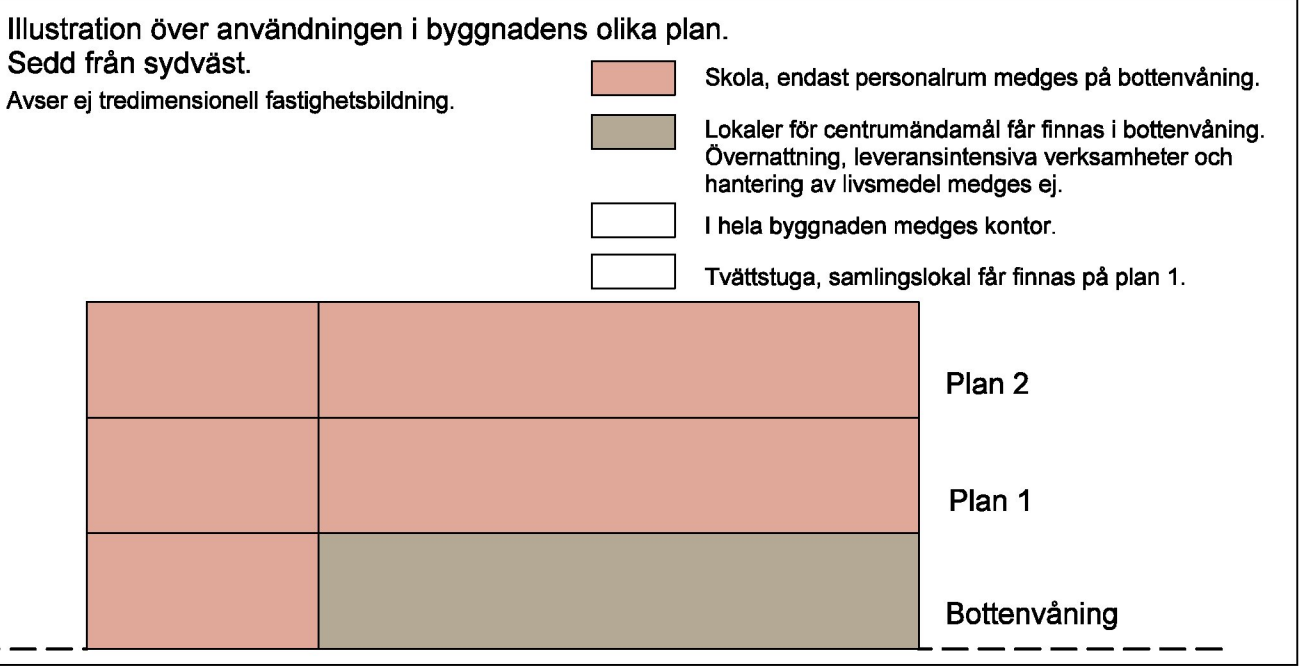 Illustration över användningen i byggnadens olika plan.
Sedd från sydväst.
Avser ej tredimensionell fastighetsbildning.
Skola, endast personalrum medges på bottenvåning.
Lokaler för centrumändamål får finnas i bottenvåning.
Övernattning, leveransintensiva verksamheter och
hantering av livsmedel medges ej.
I hela byggnaden medges kontor.
Tvättstuga, samlingslokal får finnas på plan 1.
Plan 2
Plan 1
Bottenvåning